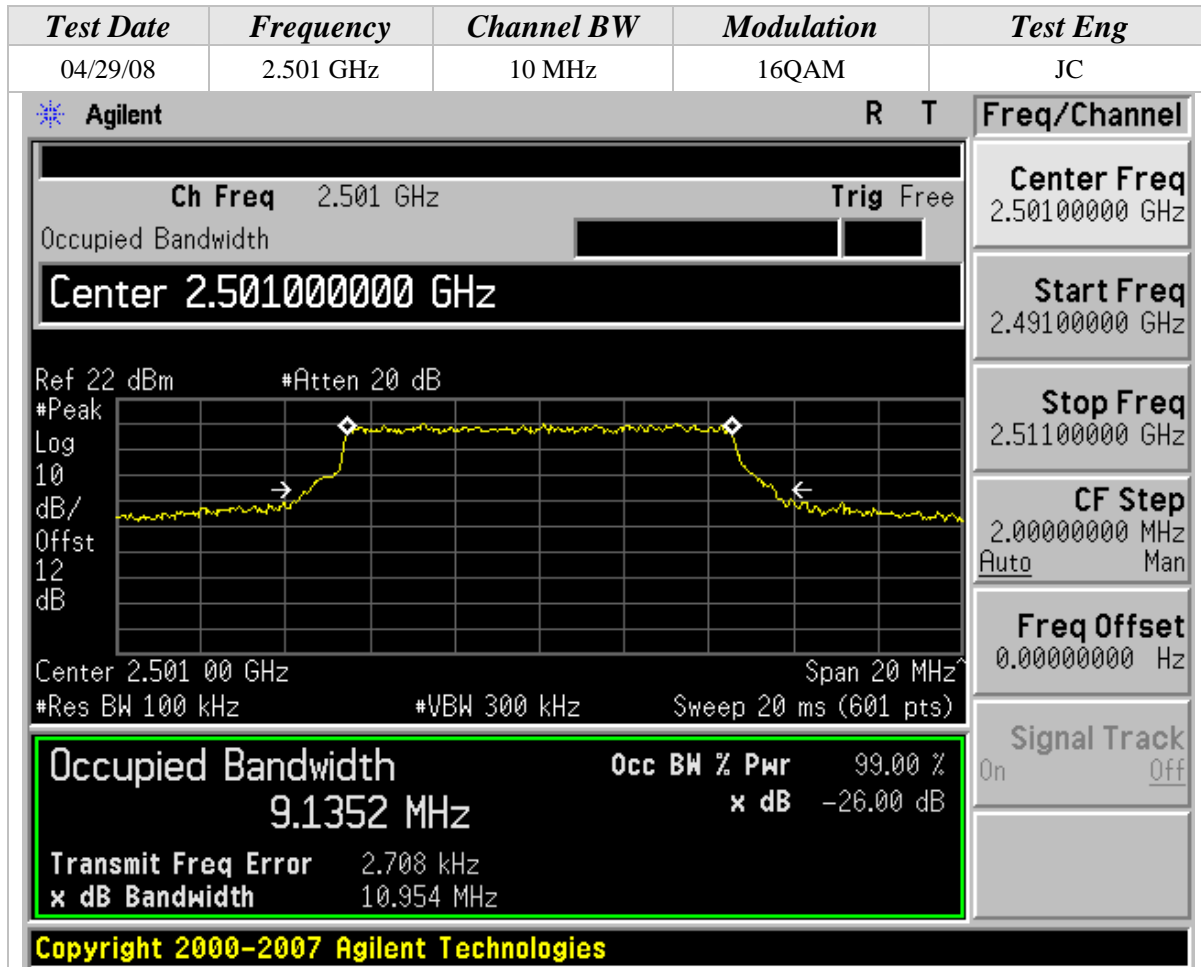 Test Date Frequency Channel BW Modulation Test Eng
04/29/08 2.501 GHz 10 MHz 16QAM JC
Agilent R T Freq/Channel
Ch Freq 2.501 GHz Trig Free
Occupied Bandwidth
Center 2.501000000 GHz
Ref 22 dBm #Atten 20 dB
#Peak
Log
10
dB/
Offst
12
dB
Center 2.501 00 GHz Span 20 MHz^
#Res BW 100 kHz #VBW 300 kHz Sweep 20 ms (601 pts)
Occupied Bandwidth Occ BW % Pwr 99.00 %
9.1352 MHz x dB -26.00 dB
Transmit Freq Error 2.708 kHz
x dB Bandwidth 10.954 MHz
Copyright 2000-2007 Agilent Technologies
Center Freq
2.50100000 GHz
Start Freq
2.49100000 GHz
Stop Freq
2.51100000 GHz
CF Step
2.00000000 MHz
Auto Man
Freq Offset
0.00000000 Hz
Signal Track
On Off